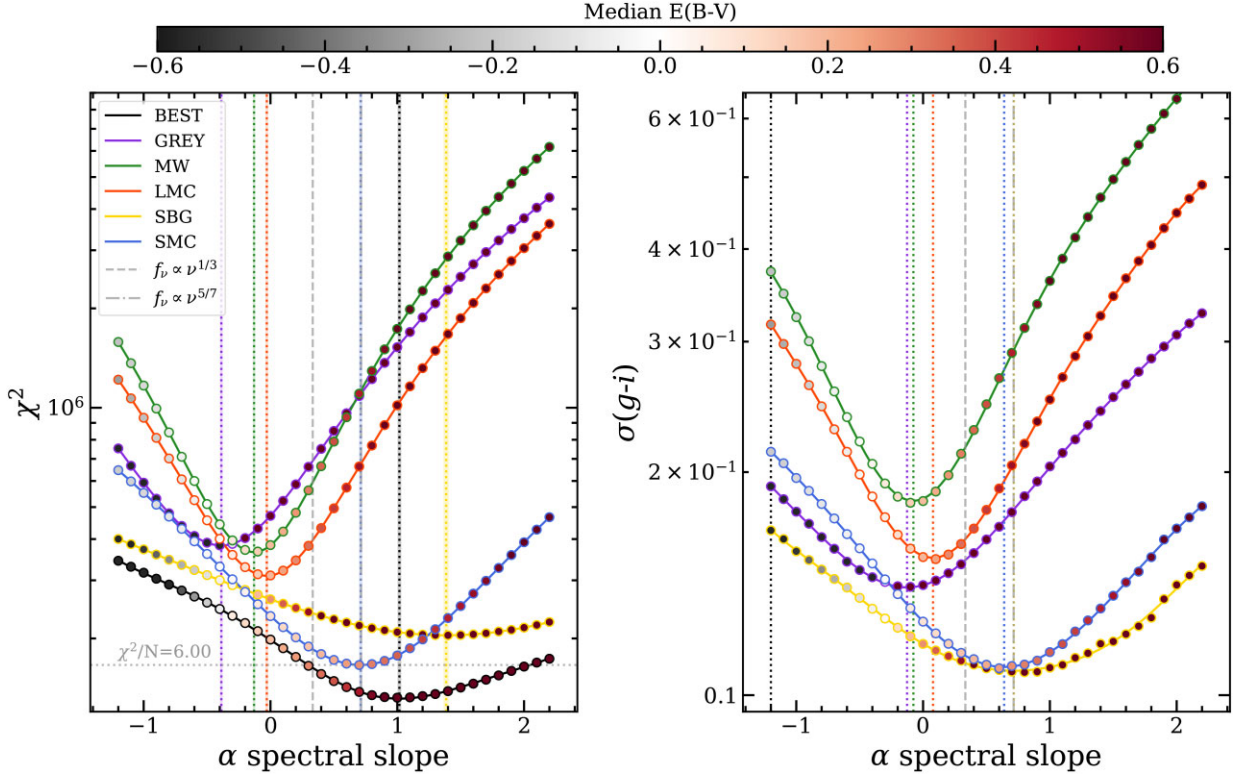 Median E(B-V)
−0.6 −0.4 −0.2 0.0 0.2 0.4 0.6
BEST
GREY
MW
LMC
SBG
SMC
f_ν ∝ ν^{1/3}
f_ν ∝ ν^{5/7}
χ²
10⁶
χ²/N=6.00
−1 0 1 2
α spectral slope
σ(g-i)
6 × 10⁻¹
4 × 10⁻¹
3 × 10⁻¹
2 × 10⁻¹
0.1
−1 0 1 2
α spectral slope